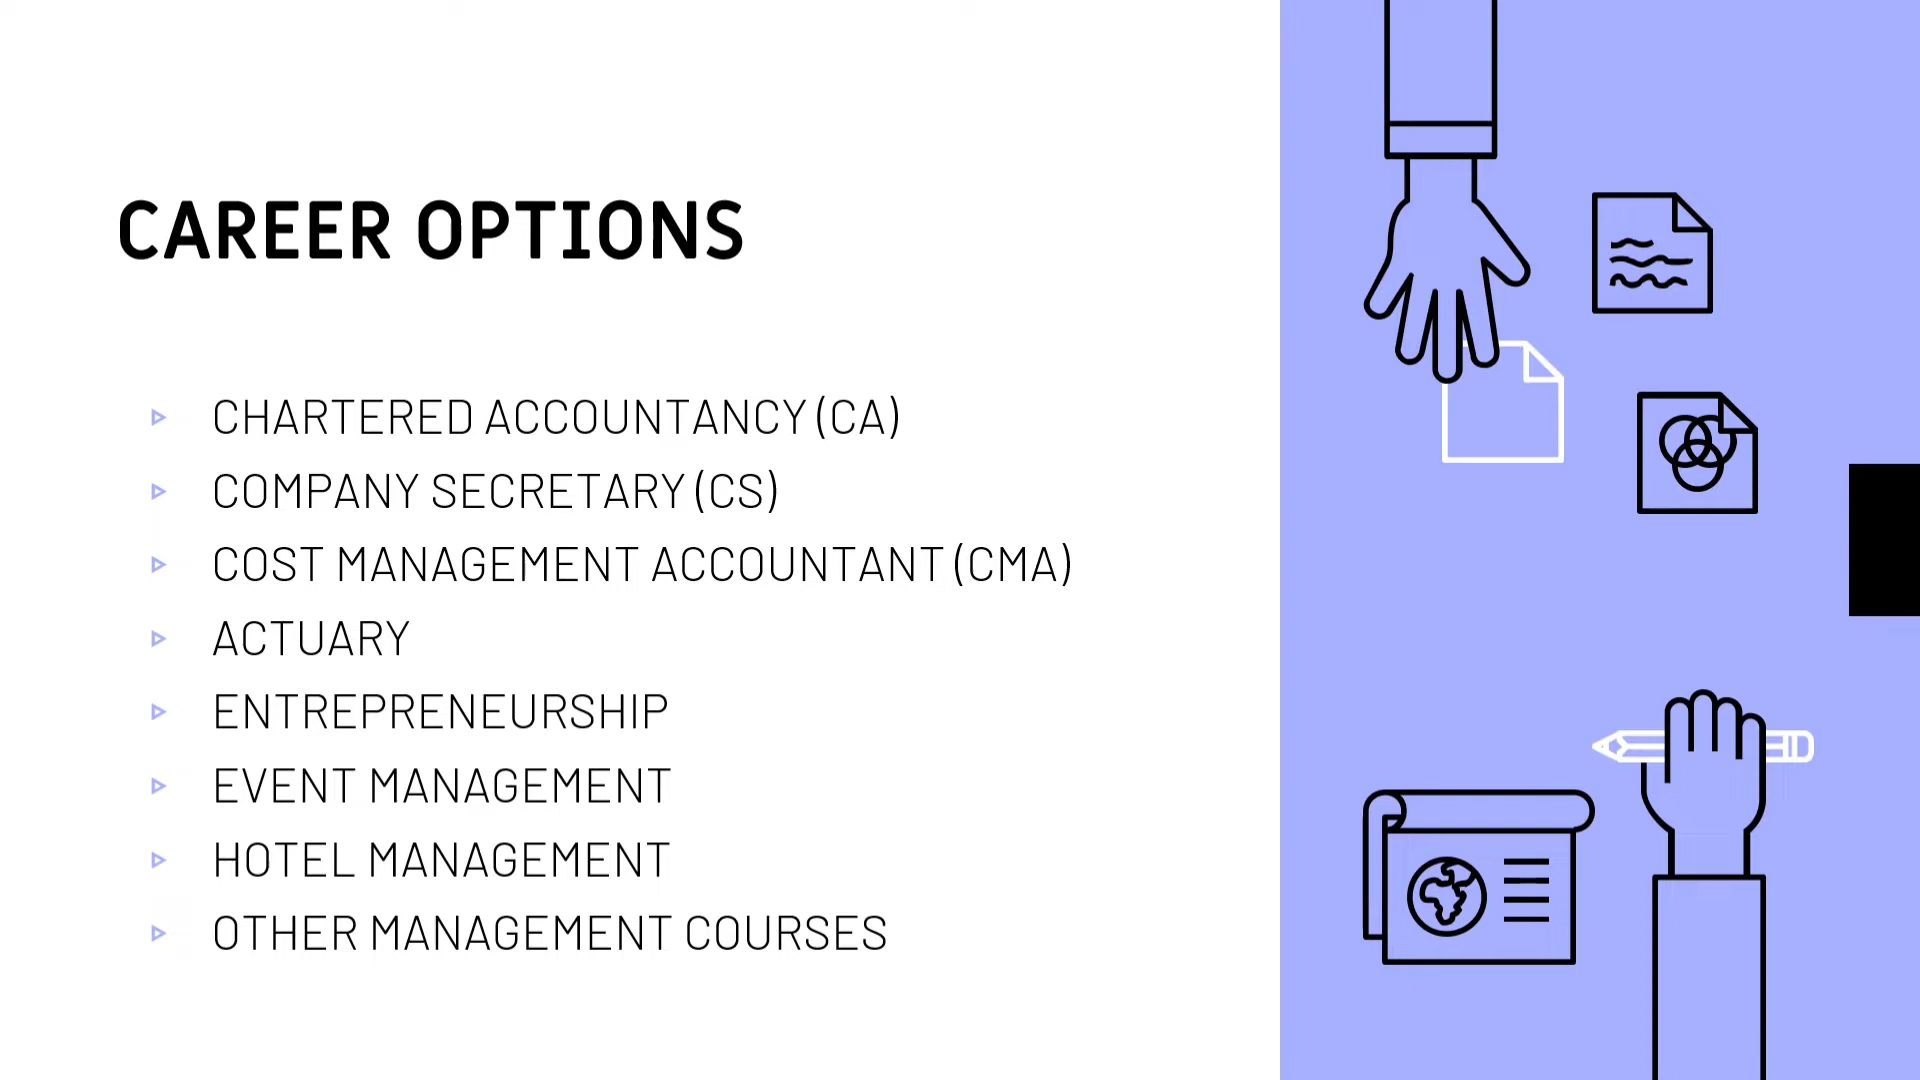 CAREER OPTIONS
CHARTERED ACCOUNTANCY (CA)
COMPANY SECRETARY (CS)
COST MANAGEMENT ACCOUNTANT (CMA)
ACTUARY
ENTREPRENEURSHIP
EVENT MANAGEMENT
HOTEL MANAGEMENT
OTHER MANAGEMENT COURSES